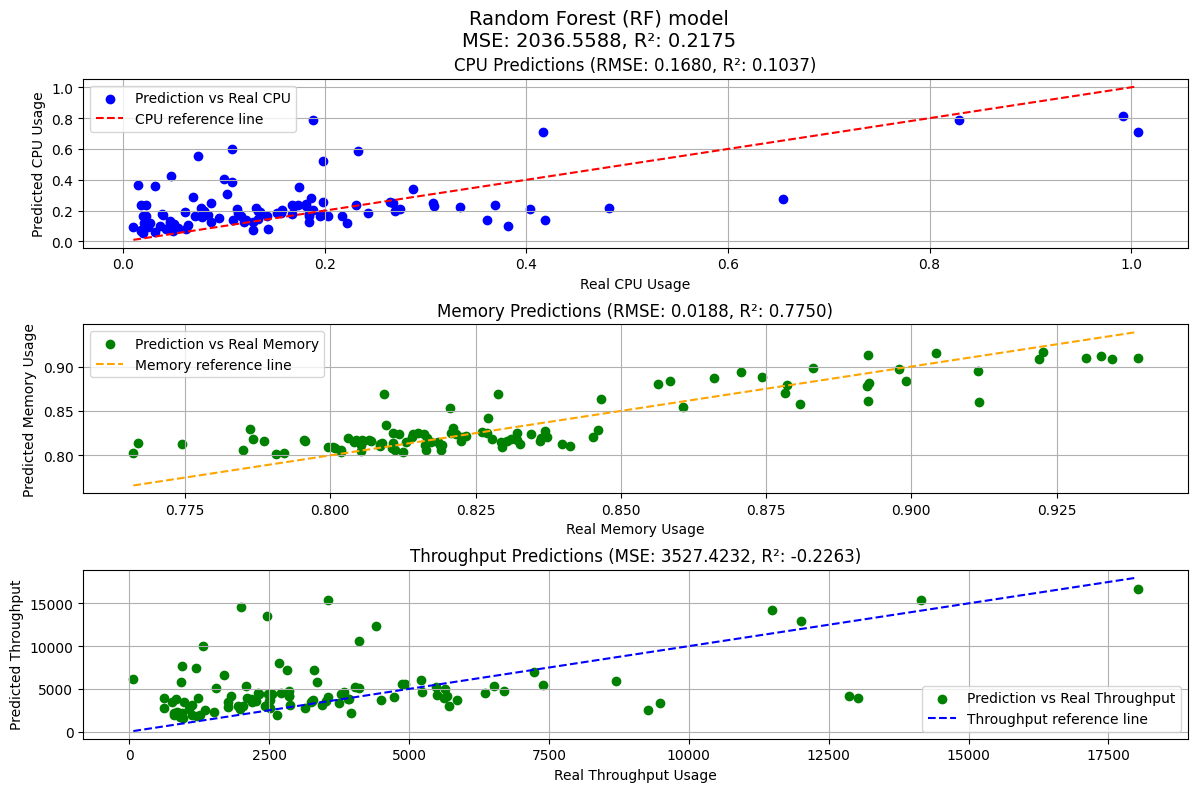 Random Forest (RF) model
MSE: 2036.5588, R²: 0.2175
CPU Predictions (RMSE: 0.1680, R²: 0.1037)
Predicted CPU Usage
1.0
0.8
0.6
0.4
0.2
0.0
Prediction vs Real CPU
CPU reference line
0.0 0.2 0.4 0.6 0.8 1.0
Real CPU Usage
Memory Predictions (RMSE: 0.0188, R²: 0.7750)
Predicted Memory Usage
0.90
0.85
0.80
Prediction vs Real Memory
Memory reference line
0.775 0.800 0.825 0.850 0.875 0.900 0.925
Real Memory Usage
Throughput Predictions (MSE: 3527.4232, R²: -0.2263)
Predicted Throughput
15000
10000
5000
0
Prediction vs Real Throughput
Throughput reference line
0 2500 5000 7500 10000 12500 15000 17500
Real Throughput Usage